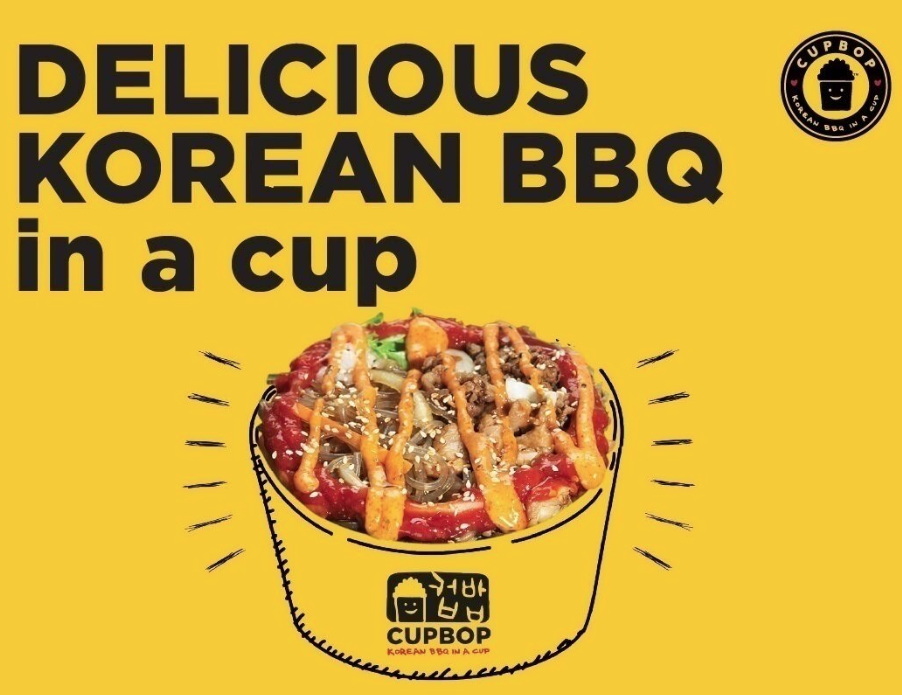 DELICIOUS
KOREAN BBQ
in a cup
CUPBOP
KOREAN BBQ IN A CUP
컵밥
CUPBOP
KOREAN BBQ IN A CUP